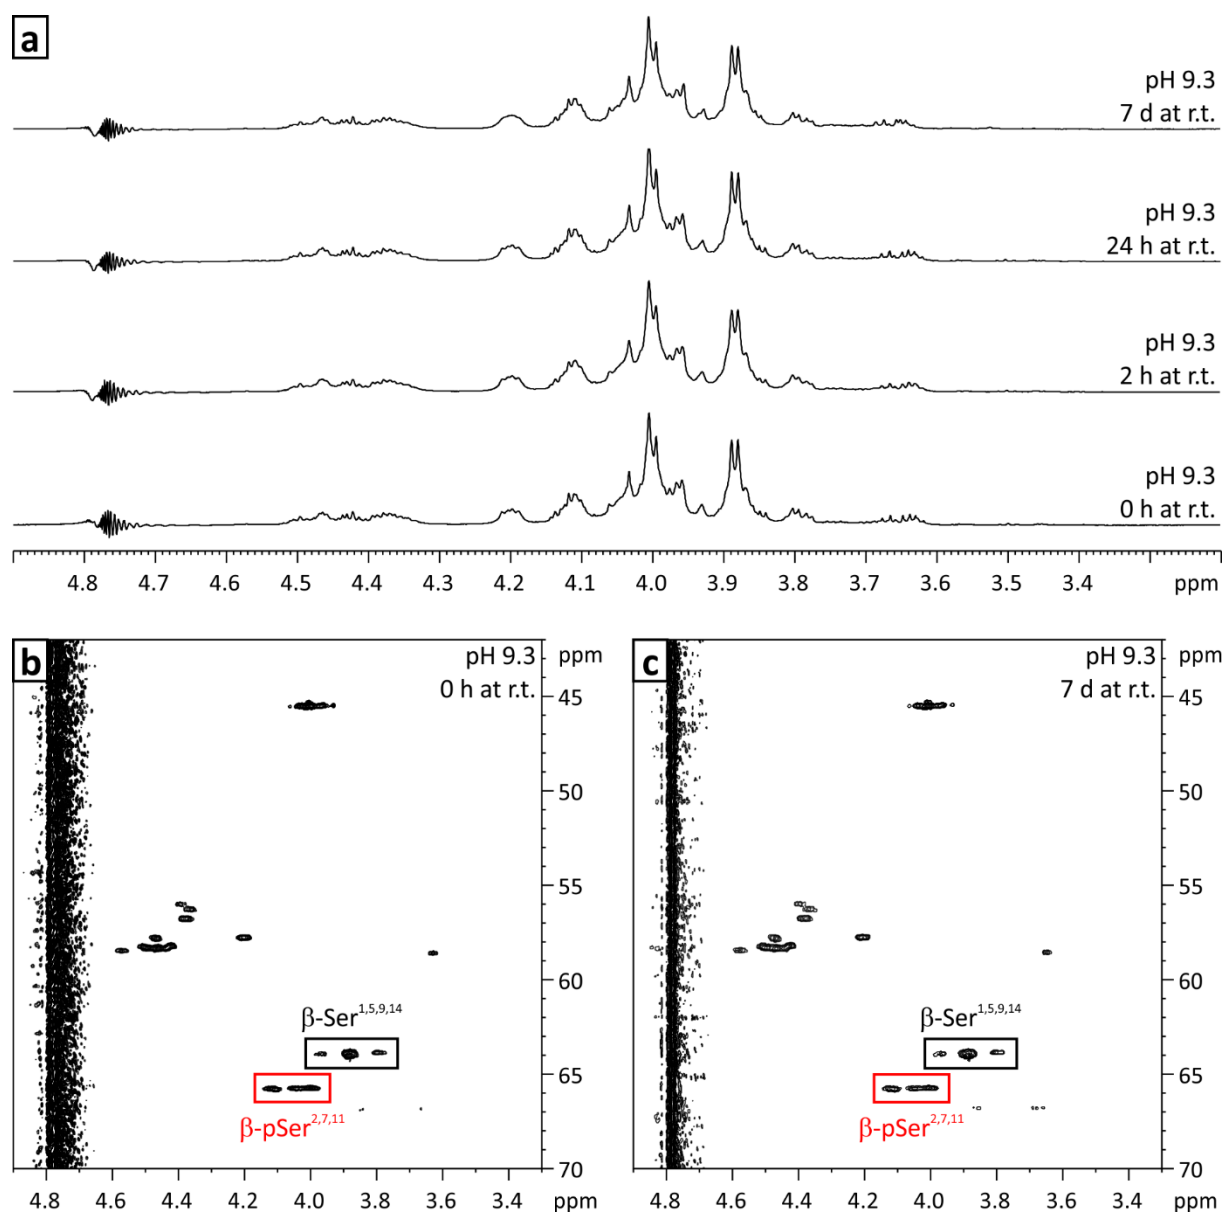 a
pH 9.3
7 d at r.t.
pH 9.3
24 h at r.t.
pH 9.3
2 h at r.t.
pH 9.3
0 h at r.t.
4.8 4.7 4.6 4.5 4.4 4.3 4.2 4.1 4.0 3.9 3.8 3.7 3.6 3.5 3.4 ppm
b
pH 9.3
0 h at r.t.
ppm
45
50
55
60
65
70
β-Ser1,5,9,14
β-pSer2,7,11
4.8 4.6 4.4 4.2 4.0 3.8 3.6 3.4 ppm
c
pH 9.3
7 d at r.t.
ppm
45
50
55
60
65
70
β-Ser1,5,9,14
β-pSer2,7,11
4.8 4.6 4.4 4.2 4.0 3.8 3.6 3.4 ppm